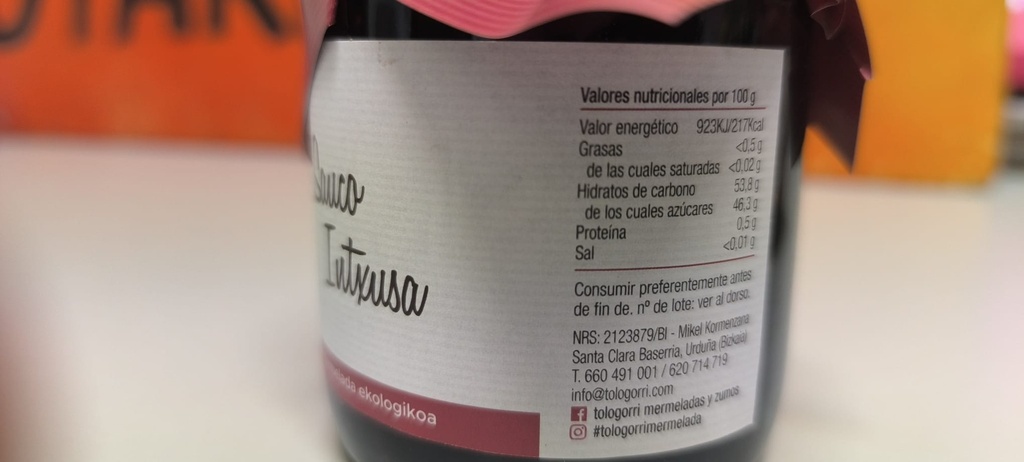 Sauco
Intxusa
ekologikoa
Valores nutricionales por 100 g
Valor energético 923KJ/217Kcal
Grasas <0,5 g
de las cuales saturadas <0,02 g
Hidratos de carbono 53,8 g
de los cuales azúcares 46,3 g
Proteína 0,5 g
Sal <0,01 g
Consumir preferentemente antes
de fin de. nº de lote: ver al dorso.
NRS: 2123879/BI - Mikel Kormenzana
Santa Clara Baserria, Urduña (Bizkaia)
T. 660 491 001 / 620 714 719
info@tologorri.com
tologorri mermeladas y zumos
#tologorrimermelada